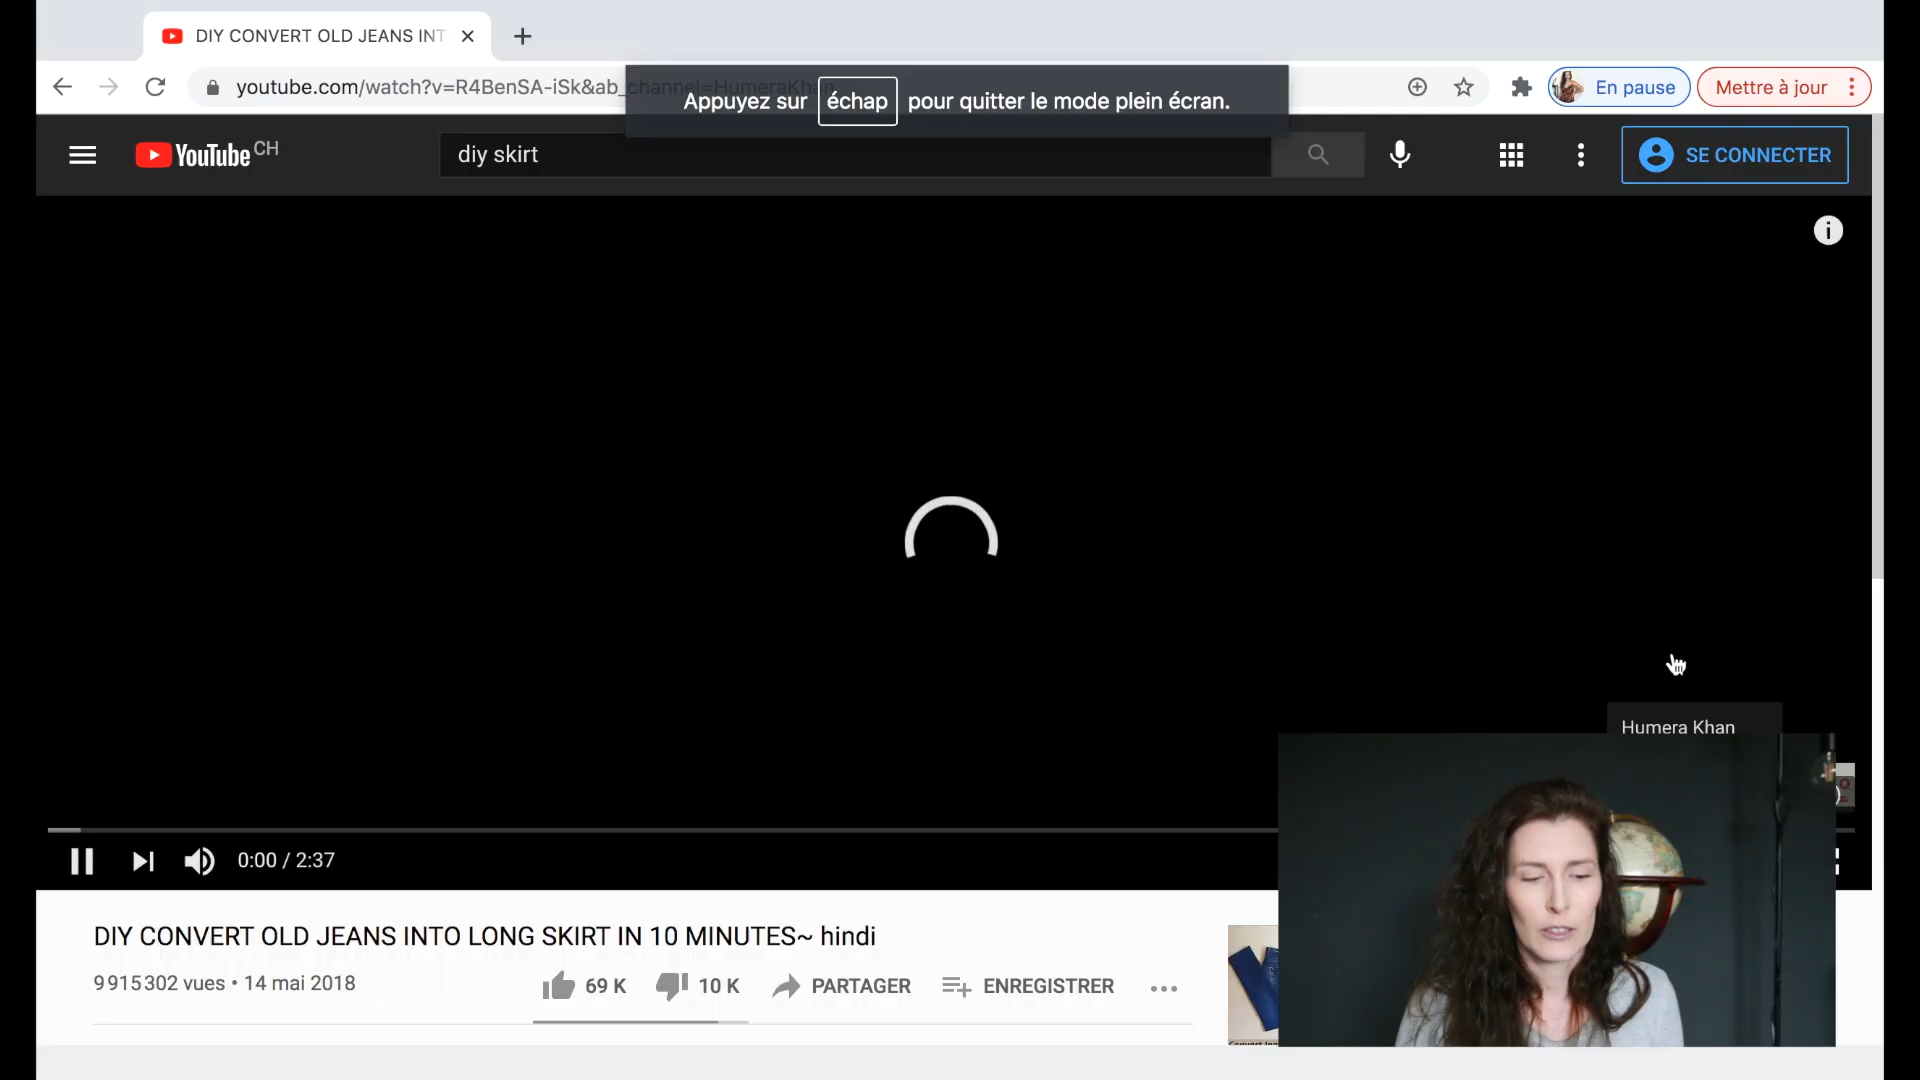 DIY CONVERT OLD JEANS INT
youtube.com/watch?v=R4BenSA-iSk&ab_channel=HumeraKhan
En pause
Mettre à jour
Appuyez sur échap pour quitter le mode plein écran.
YouTube CH
diy skirt
SE CONNECTER
Humera Khan
0:00 / 2:37
DIY CONVERT OLD JEANS INTO LONG SKIRT IN 10 MINUTES~ hindi
9 915 302 vues • 14 mai 2018
69 K
10 K
PARTAGER
ENREGISTRER